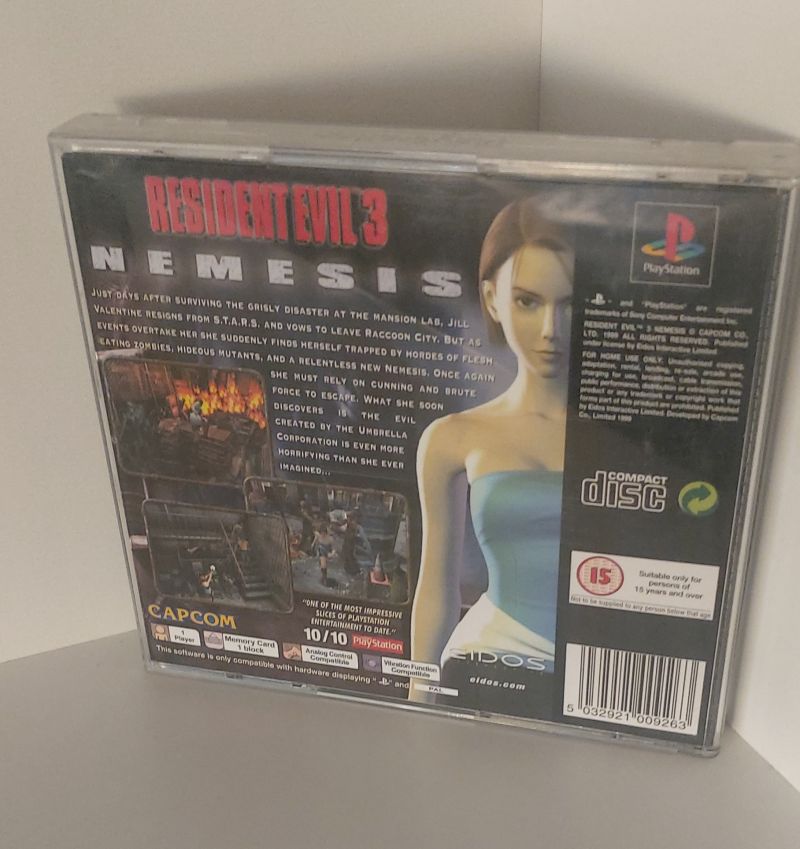 RESIDENT EVIL 3
NEMESIS
JUST DAYS AFTER SURVIVING THE GRISLY DISASTER AT THE MANSION LAB, JILL
VALENTINE RESIGNS FROM S.T.A.R.S. AND VOWS TO LEAVE RACCOON CITY. BUT AS
EVENTS OVERTAKE HER SHE SUDDENLY FINDS HERSELF TRAPPED BY HORDES OF FLESH
EATING ZOMBIES, HIDEOUS MUTANTS, AND A RELENTLESS NEW NEMESIS. ONCE AGAIN
SHE MUST RELY ON CUNNING AND BRUTE
FORCE TO ESCAPE. WHAT SHE SOON
DISCOVERS IS THE EVIL
CREATED BY THE UMBRELLA
CORPORATION IS EVEN MORE
HORRIFYING THAN SHE EVER
IMAGINED...
"ONE OF THE MOST IMPRESSIVE
SLICES OF PLAYSTATION
ENTERTAINMENT TO DATE."
10/10 PlayStation
CAPCOM
1
Player
Memory Card
1 block
Analog Control
Compatible
Vibration Function
Compatible
This software is only compatible with hardware displaying " " and
PAL
EIDOS
eidos.com
PlayStation
" " and "PlayStation" are registered
trademarks of Sony Computer Entertainment Inc.
RESIDENT EVIL ™ 3 NEMESIS © CAPCOM CO.
LTD. 1999 ALL RIGHTS RESERVED. Published
under license by Eidos Interactive Limited.
FOR HOME USE ONLY. Unauthorised copying,
adaptation, rental, lending, re-sale, arcade use,
charging for use, broadcast, cable transmission,
public performance, distribution or extraction of this
product or any trademark or copyright work that
forms part of this product are prohibited. Published
by Eidos Interactive Limited. Developed by Capcom
Co., Limited 1999
COMPACT
disc
15
Suitable only for
persons of
15 years and over
Not to be supplied to any person below that age
5 032921 009263